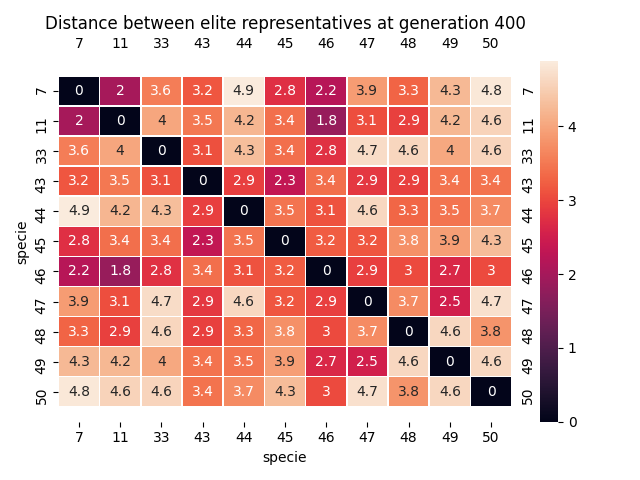 Distance between elite representatives at generation 400
7 11 33 43 44 45 46 47 48 49 50
7 0 2 3.6 3.2 4.9 2.8 2.2 3.9 3.3 4.3 4.8 7
11 2 0 4 3.5 4.2 3.4 1.8 3.1 2.9 4.2 4.6 11
33 3.6 4 0 3.1 4.3 3.4 2.8 4.7 4.6 4 4.6 33
43 3.2 3.5 3.1 0 2.9 2.3 3.4 2.9 2.9 3.4 3.4 43
44 4.9 4.2 4.3 2.9 0 3.5 3.1 4.6 3.3 3.5 3.7 44
45 2.8 3.4 3.4 2.3 3.5 0 3.2 3.2 3.8 3.9 4.3 45
46 2.2 1.8 2.8 3.4 3.1 3.2 0 2.9 3 2.7 3 46
47 3.9 3.1 4.7 2.9 4.6 3.2 2.9 0 3.7 2.5 4.7 47
48 3.3 2.9 4.6 2.9 3.3 3.8 3 3.7 0 4.6 3.8 48
49 4.3 4.2 4 3.4 3.5 3.9 2.7 2.5 4.6 0 4.6 49
50 4.8 4.6 4.6 3.4 3.7 4.3 3 4.7 3.8 4.6 0 50
7 11 33 43 44 45 46 47 48 49 50
specie
specie
4
3
2
1
0